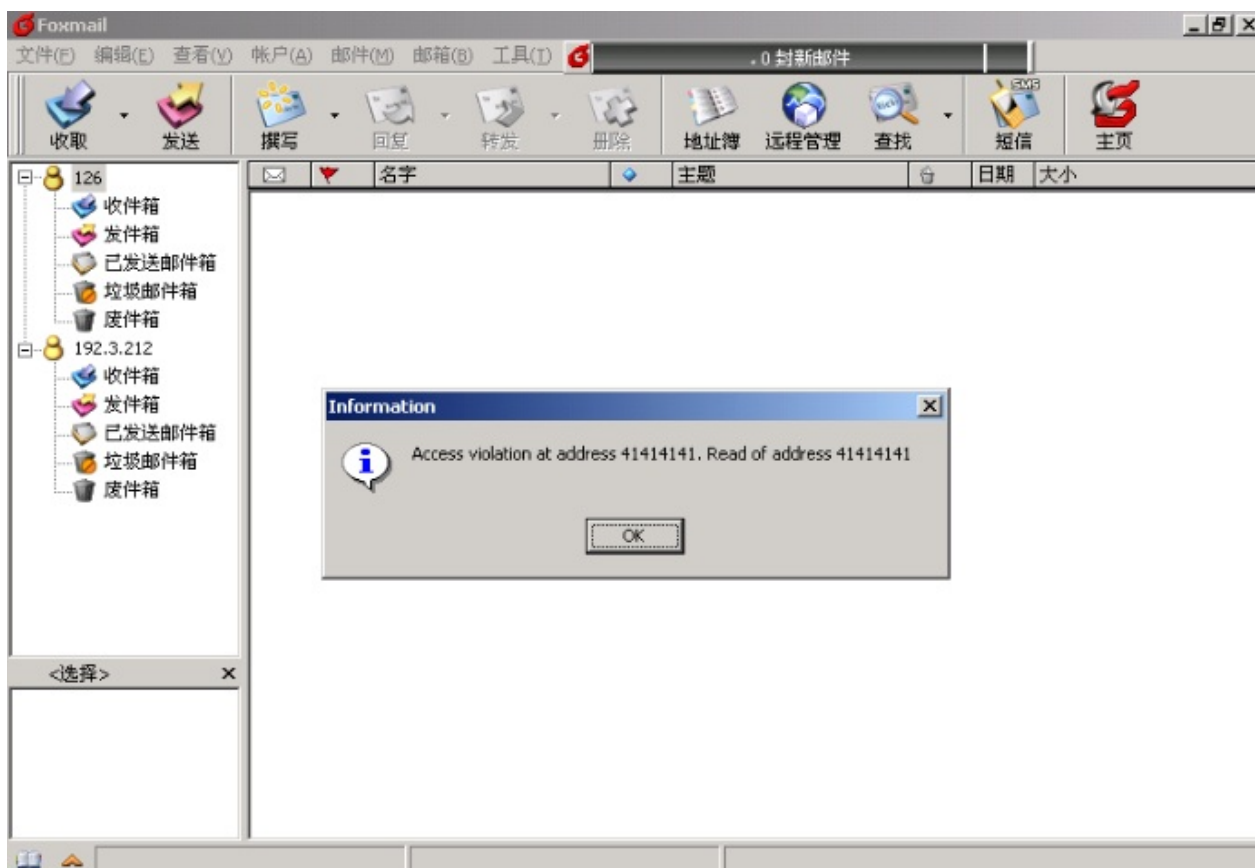 Foxmail
文件(F) 编辑(E) 查看(V) 帐户(A) 邮件(M) 邮箱(B) 工具(T) . 0 封新邮件
SMS
收取 发送 撰写 回复 转发 删除 地址簿 远程管理 查找 短信 主页
名字 主题 日期 大小
126
收件箱
发件箱
已发送邮件箱
垃圾邮件箱
废件箱
192.3.212
收件箱
发件箱
已发送邮件箱
垃圾邮件箱
废件箱
Information
Access violation at address 41414141. Read of address 41414141
OK
<选择>